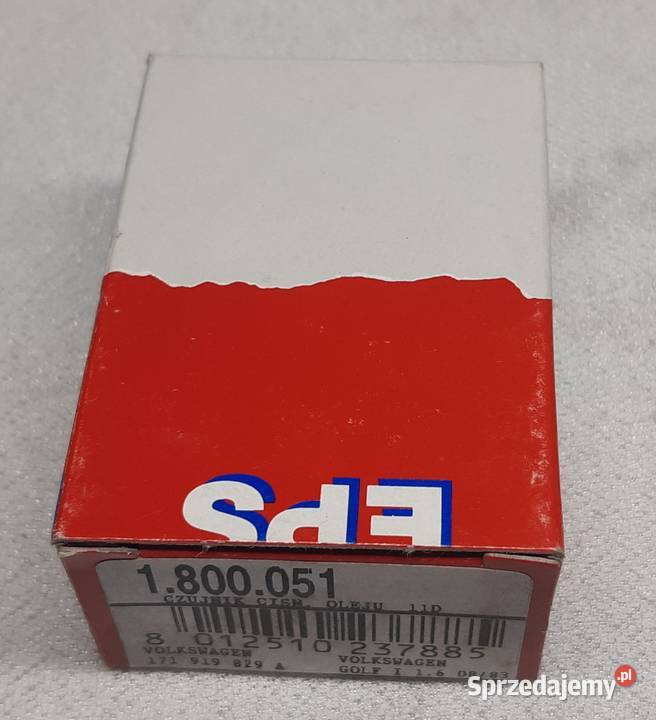 EPS
1.800.051
CZUJNIK CISN. OLEJU 11D
8 012510 237885
VOLKSWAGEN VOLKSWAGEN
171 919 829 A GOLF I 1.6
Sprzedajemy.pl